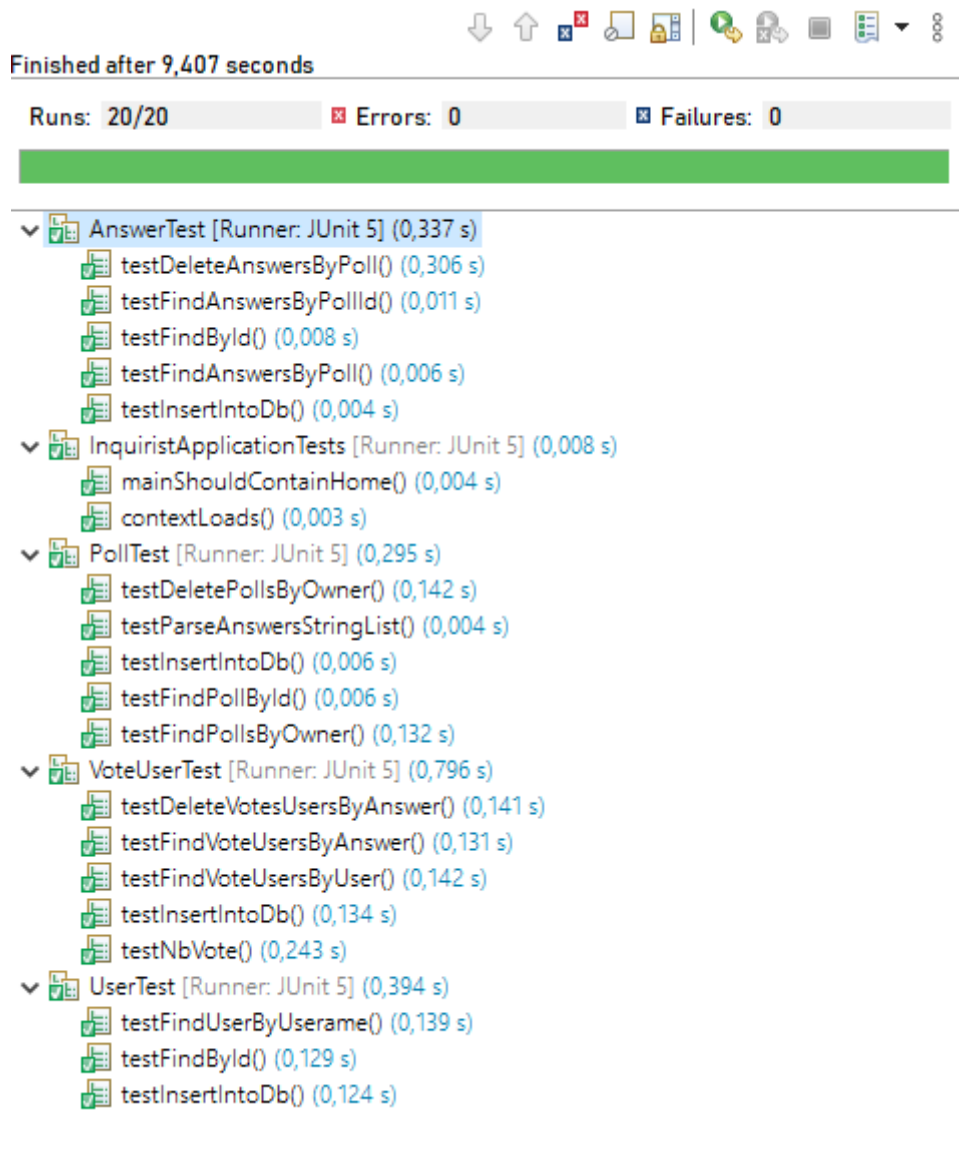 Finished after 9,407 seconds
Runs: 20/20 Errors: 0 Failures: 0
AnswerTest [Runner: JUnit 5] (0,337 s)
testDeleteAnswersByPoll() (0,306 s)
testFindAnswersByPollId() (0,011 s)
testFindById() (0,008 s)
testFindAnswersByPoll() (0,006 s)
testInsertIntoDb() (0,004 s)
InquiristApplicationTests [Runner: JUnit 5] (0,008 s)
mainShouldContainHome() (0,004 s)
contextLoads() (0,003 s)
PollTest [Runner: JUnit 5] (0,295 s)
testDeletePollsByOwner() (0,142 s)
testParseAnswersStringList() (0,004 s)
testInsertIntoDb() (0,006 s)
testFindPollById() (0,006 s)
testFindPollsByOwner() (0,132 s)
VoteUserTest [Runner: JUnit 5] (0,796 s)
testDeleteVotesUsersByAnswer() (0,141 s)
testFindVoteUsersByAnswer() (0,131 s)
testFindVoteUsersByUser() (0,142 s)
testInsertIntoDb() (0,134 s)
testNbVote() (0,243 s)
UserTest [Runner: JUnit 5] (0,394 s)
testFindUserByUserame() (0,139 s)
testFindById() (0,129 s)
testInsertIntoDb() (0,124 s)